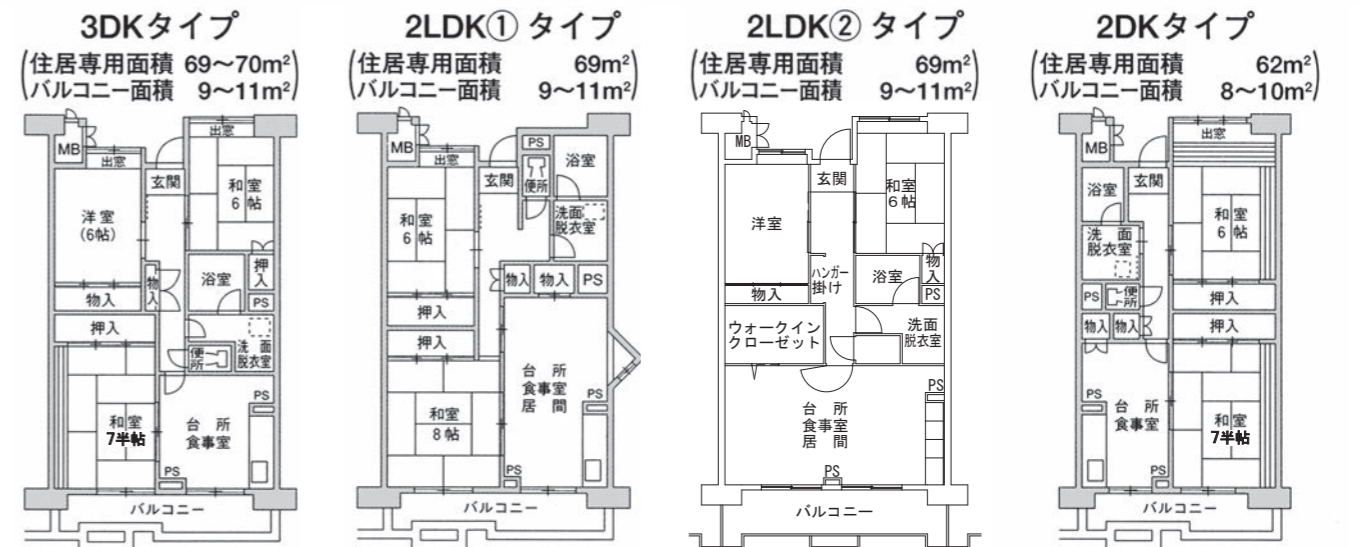 3DKタイプ
住居専用面積 69～70m²
バルコニー面積 9～11m²
MB
出窓
出窓
玄関
和室
6帖
洋室
(6帖)
浴室
押入
物入
物入
PS
押入
便所
洗面
脱衣室
PS
和室
7半帖
台所
食事室
PS
バルコニー
2LDK① タイプ
住居専用面積 69m²
バルコニー面積 9～11m²
MB
出窓
玄関
PS
便所
浴室
和室
6帖
洗面
脱衣室
物入
物入
PS
押入
押入
台所
食事室
居間
PS
和室
8帖
PS
バルコニー
2LDK② タイプ
住居専用面積 69m²
バルコニー面積 9～11m²
MB
玄関
和室
6帖
洋室
ハンガー
掛け
浴室
物入
物入
PS
ウォークイン
クローゼット
洗面
脱衣室
PS
台所
食事室
居間
PS
バルコニー
2DKタイプ
住居専用面積 62m²
バルコニー面積 8～10m²
MB
出窓
玄関
浴室
和室
6帖
洗面
脱衣室
PS
便所
押入
物入
物入
押入
PS
台所
食事室
和室
7半帖
PS
バルコニー